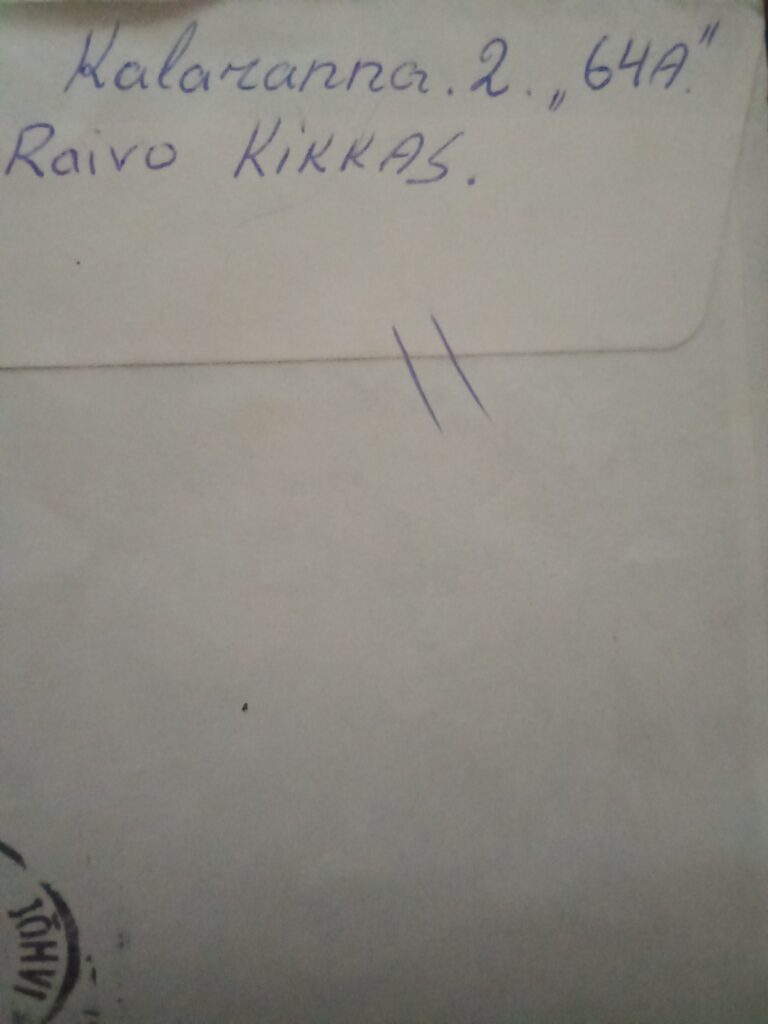 Kalaranna. 2. „64A."
Raivo KiKKAS.
JÕHVI